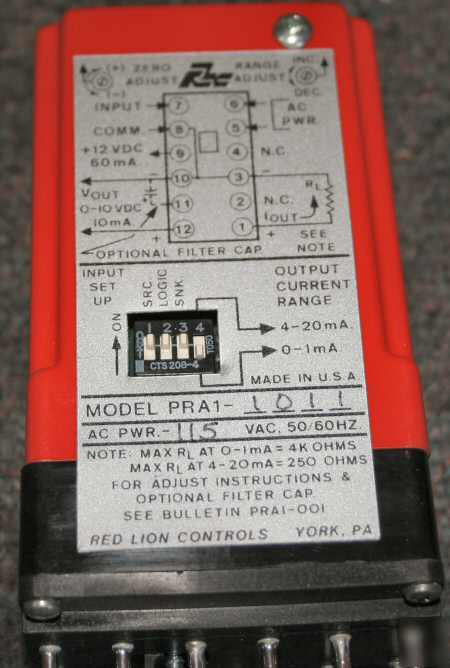 (+) ZERO ADJUST (-)
Rlc
RANGE ADJUST INC. DEC.
INPUT 7 6 AC PWR.
COMM. 8 5
+12 VDC 60 mA. 9 4 N.C.
10 3 -
VOUT 0-10 VDC 10 mA. 11 2 N.C.
+ 12 1 + IOUT RL
OPTIONAL FILTER CAP.
SEE NOTE
INPUT SET UP
SRC. LOGIC SNK.
ON
1 2 3 4
CTS 208-4
OUTPUT CURRENT RANGE
4-20mA.
0-1mA.
MADE IN U.S.A
MODEL PRA1- 1011
AC PWR.- 115 VAC. 50/60HZ.
NOTE: MAX RL AT 0-1mA = 4K OHMS
MAX RL AT 4-20mA = 250 OHMS
FOR ADJUST INSTRUCTIONS &
OPTIONAL FILTER CAP.
SEE BULLETIN PRA1-001
RED LION CONTROLS YORK, PA